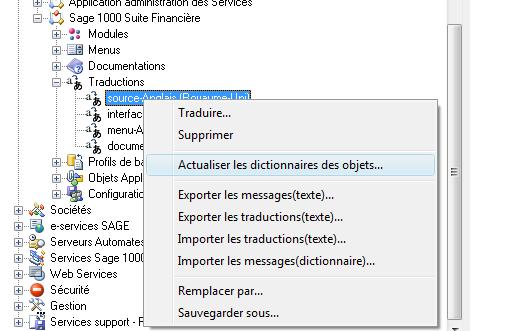 Application administration des Services
Sage 1000 Suite Financière
Modules
Menus
Documentations
Traductions
source-Anglais (Royaume-Uni)
interfac
menu-A
docume
Profils de ba
Objets Appl
Configuratio
Sociétés
e-services SAGE
Serveurs Automates
Services Sage 1000
Web Services
Sécurité
Gestion
Services support - F
Traduire...
Supprimer
Actualiser les dictionnaires des objets...
Exporter les messages(texte)...
Exporter les traductions(texte)...
Importer les traductions(texte)...
Importer les messages(dictionnaire)...
Remplacer par...
Sauvegarder sous...